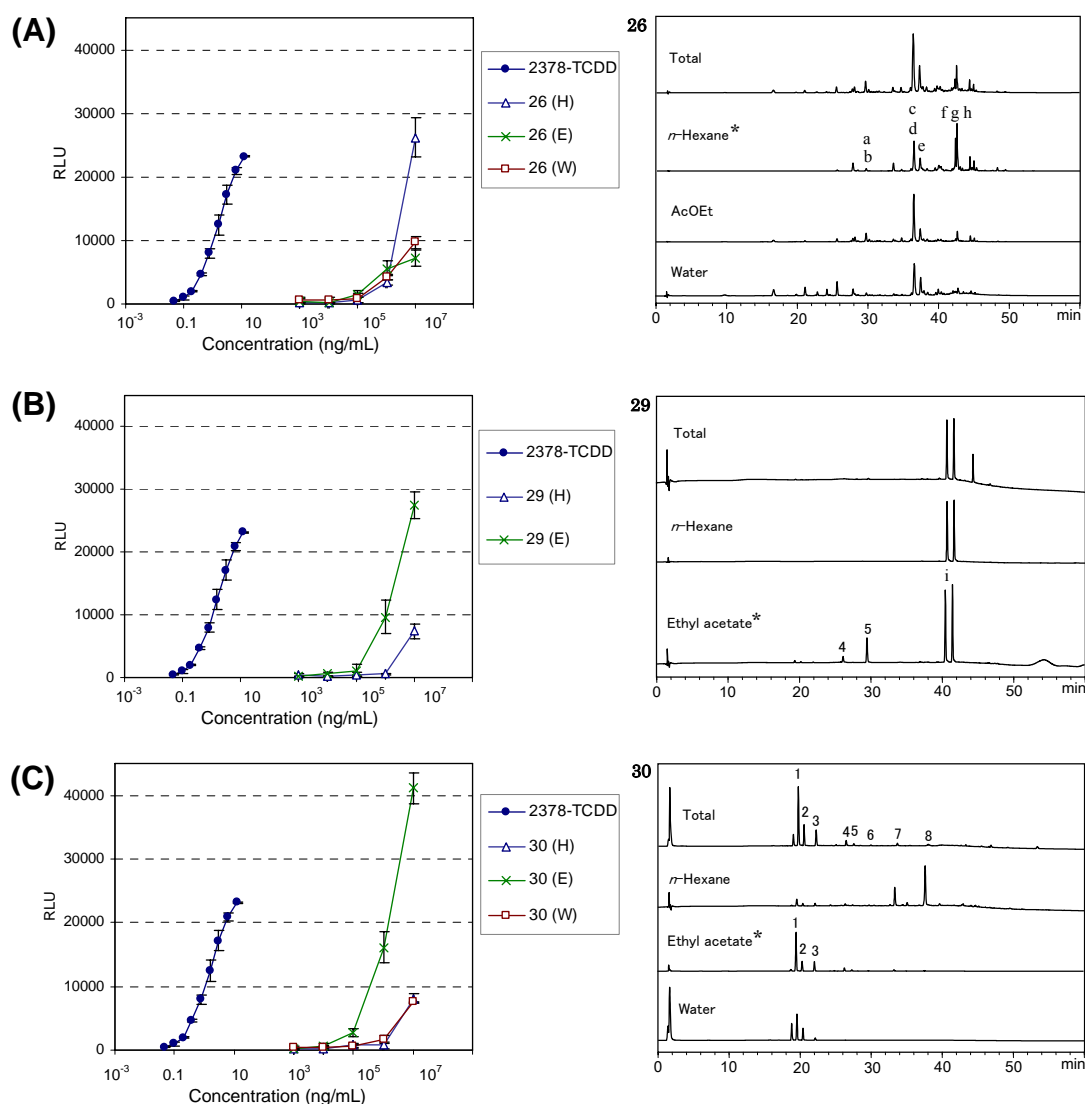 (A)
40000
30000
20000
10000
0
RLU
10-3
0.1
10
10^3
10^5
10^7
Concentration (ng/mL)
2378-TCDD
26 (H)
26 (E)
26 (W)
26
Total
n-Hexane*
a
b
c
d
e
f g h
AcOEt
Water
0 10 20 30 40 50 min
(B)
40000
30000
20000
10000
0
RLU
10-3
0.1
10
10^3
10^5
10^7
Concentration (ng/mL)
2378-TCDD
29 (H)
29 (E)
29
Total
n-Hexane
i
Ethyl acetate*
4
5
0 10 20 30 40 50 min
(C)
40000
30000
20000
10000
0
RLU
10-3
0.1
10
10^3
10^5
10^7
Concentration (ng/mL)
2378-TCDD
30 (H)
30 (E)
30 (W)
30
Total
1
2
3
45
6
7
8
n-Hexane
Ethyl acetate*
1
2
3
Water
0 10 20 30 40 50 min